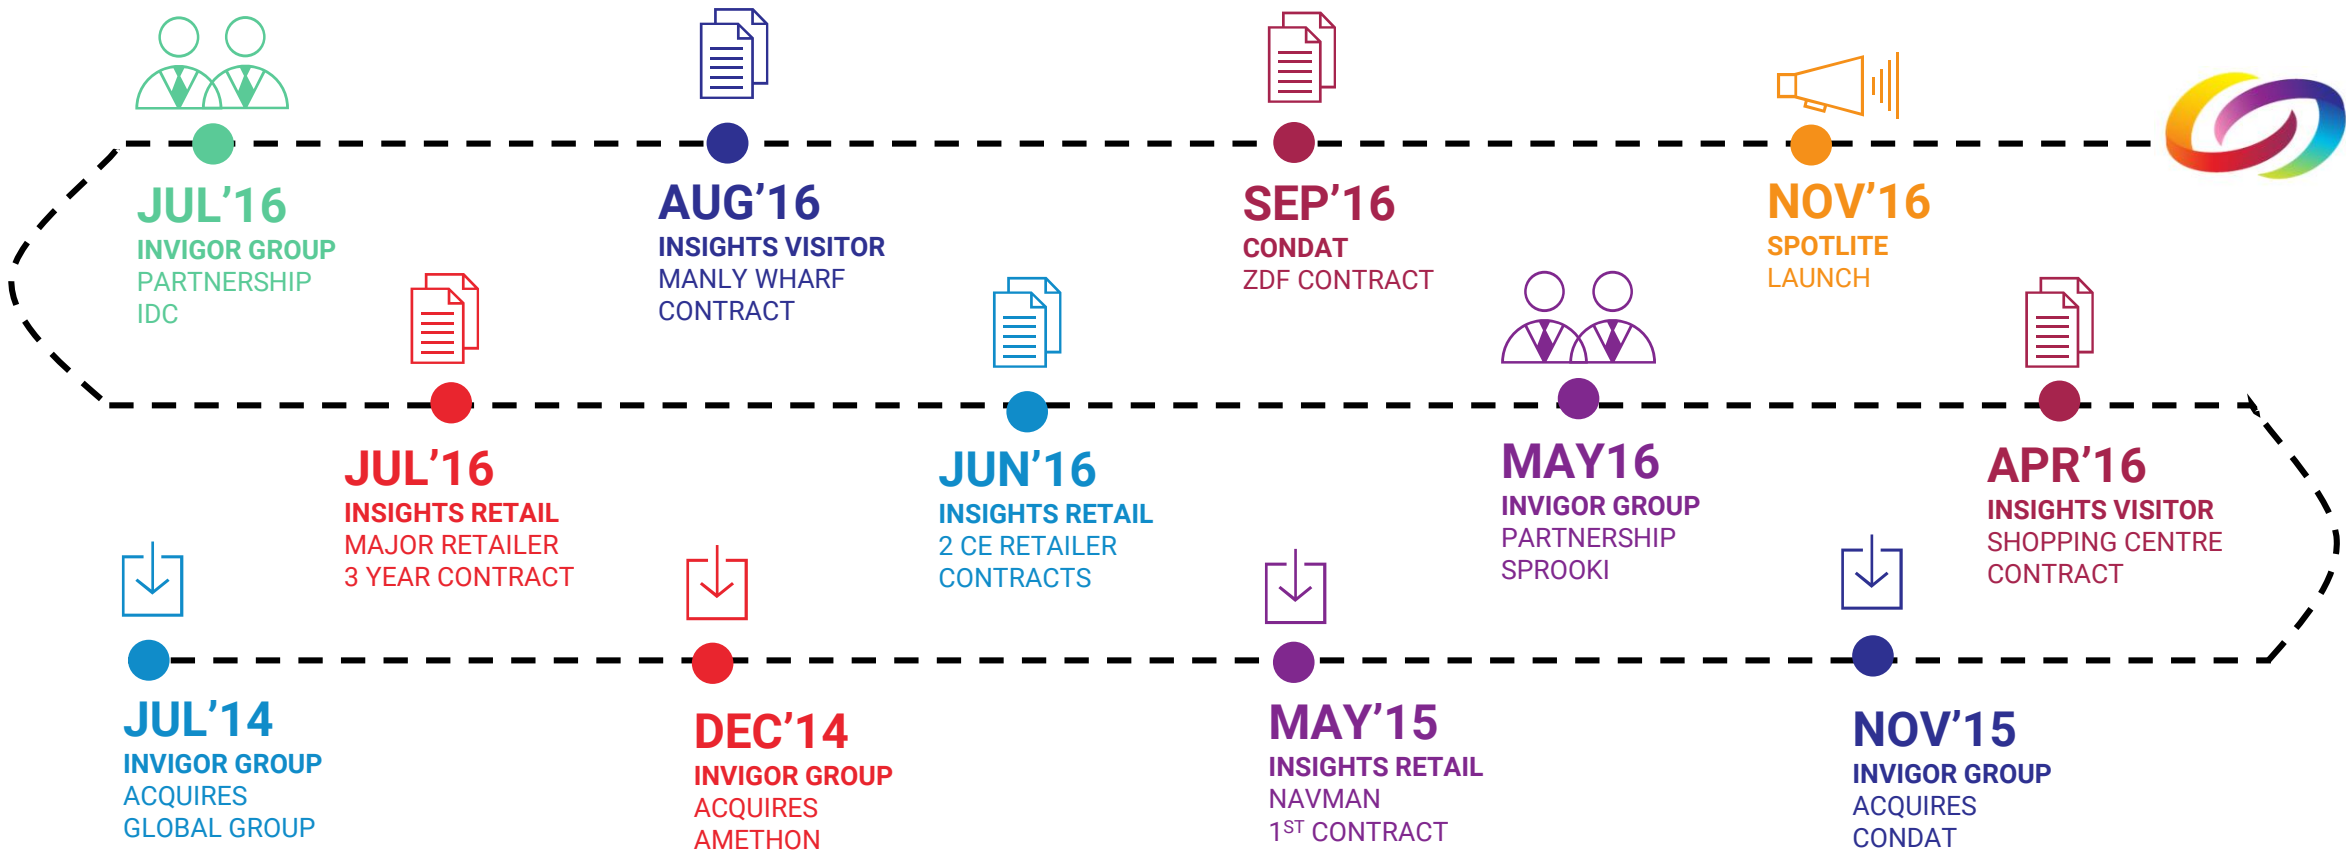 JUL’16
INVIGOR GROUP
PARTNERSHIP
IDC
AUG’16
INSIGHTS VISITOR
MANLY WHARF
CONTRACT
SEP’16
CONDAT
ZDF CONTRACT
NOV’16
SPOTLITE
LAUNCH
JUL’16
INSIGHTS RETAIL
MAJOR RETAILER
3 YEAR CONTRACT
JUN’16
INSIGHTS RETAIL
2 CE RETAILER
CONTRACTS
MAY16
INVIGOR GROUP
PARTNERSHIP
SPROOKI
APR’16
INSIGHTS VISITOR
SHOPPING CENTRE
CONTRACT
JUL’14
INVIGOR GROUP
ACQUIRES
GLOBAL GROUP
DEC’14
INVIGOR GROUP
ACQUIRES
AMETHON
MAY’15
INSIGHTS RETAIL
NAVMAN
1ST CONTRACT
NOV’15
INVIGOR GROUP
ACQUIRES
CONDAT